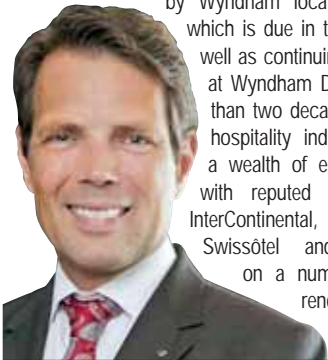 by Wyndham loca
which is due in t
well as continuin
at Wyndham D
than two deca
hospitality ind
a wealth of e
with reputed
InterContinental,
Swissôtel and
on a num
reno